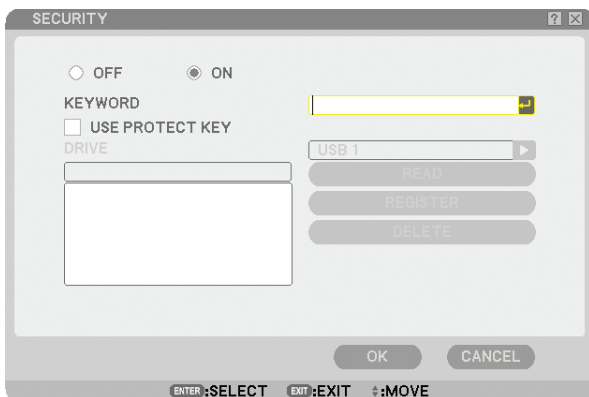 SECURITY
OFF ON
KEYWORD
USE PROTECT KEY
DRIVE USB 1
READ
REGISTER
DELETE
OK CANCEL
ENTER:SELECT EXIT:EXIT :MOVE